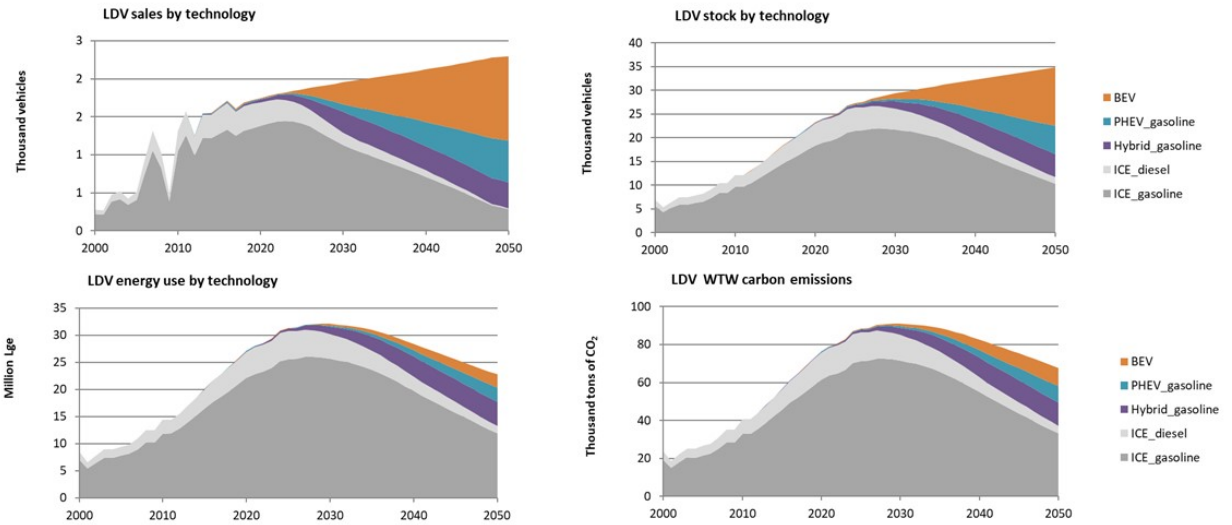 LDV sales by technology
Thousand vehicles
3
2
2
1
1
0
2000 2010 2020 2030 2040 2050
LDV stock by technology
Thousand vehicles
40
35
30
25
20
15
10
5
0
2000 2010 2020 2030 2040 2050
BEV
PHEV_gasoline
Hybrid_gasoline
ICE_diesel
ICE_gasoline
LDV energy use by technology
Million Lge
35
30
25
20
15
10
5
0
2000 2010 2020 2030 2040 2050
LDV WTW carbon emissions
Thousand tons of CO₂
100
80
60
40
20
0
2000 2010 2020 2030 2040 2050
BEV
PHEV_gasoline
Hybrid_gasoline
ICE_diesel
ICE_gasoline